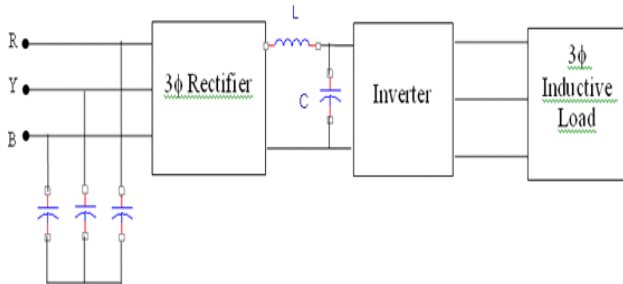 L
R
Y
B
3ϕ Rectifier
C
Inverter
3ϕ
Inductive
Load